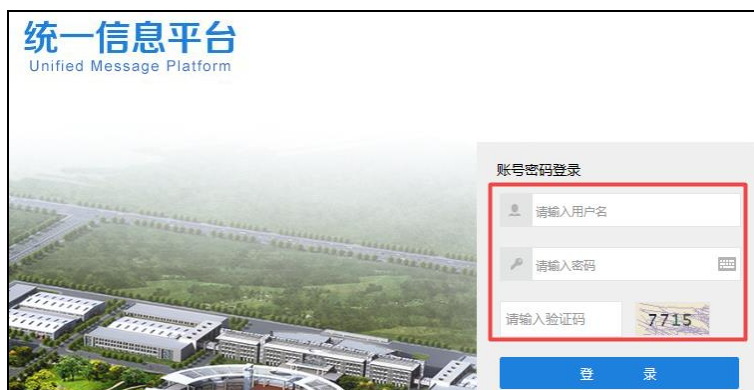 统一信息平台
Unified Message Platform
账号密码登录
请输入用户名
请输入密码
请输入验证码 7715
登 录